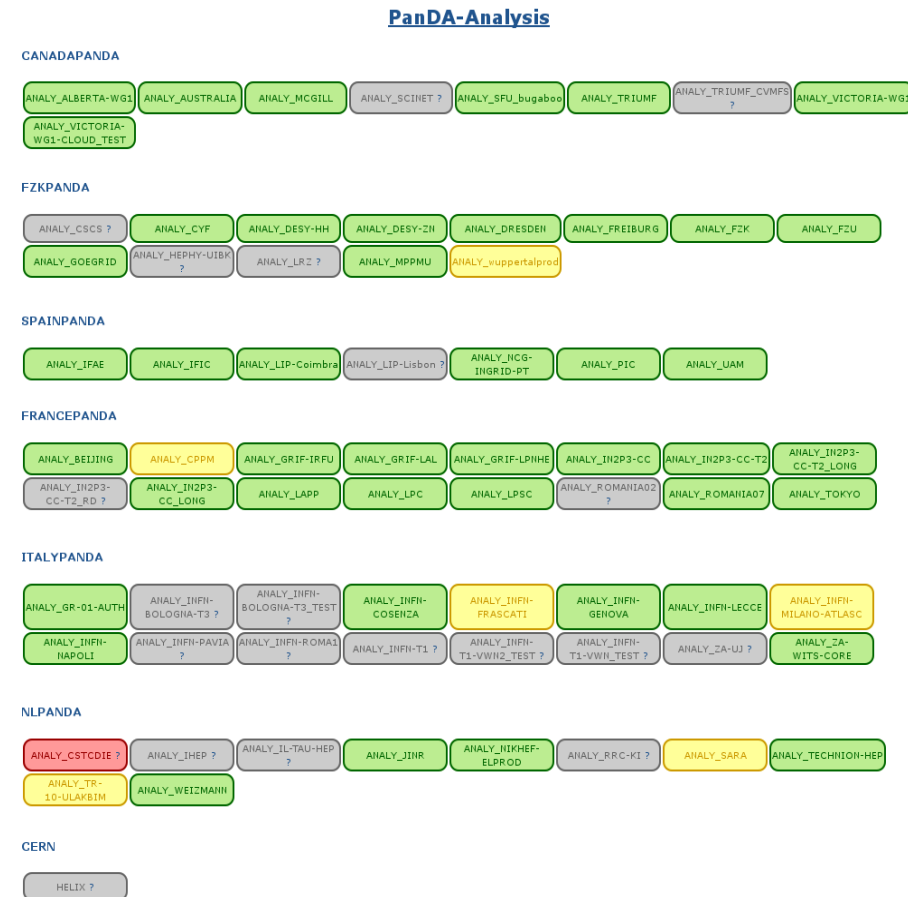 PanDA-Analysis
CANADAPANDA
ANALY_ALBERTA-WG1 ANALY_AUSTRALIA ANALY_MCGILL ANALY_SCINET ? ANALY_SFU_bugaboo ANALY_TRIUMF ANALY_TRIUMF_CVMFS ? ANALY_VICTORIA-WG1
ANALY_VICTORIA-
WG1-CLOUD_TEST
FZKPANDA
ANALY_CSCS ? ANALY_CYF ANALY_DESY-HH ANALY_DESY-ZN ANALY_DRESDEN ANALY_FREIBURG ANALY_FZK ANALY_FZU
ANALY_GOEGRID ANALY_HEPHY-UIBK ? ANALY_LRZ ? ANALY_MPPMU ANALY_wuppertalprod
SPAINPANDA
ANALY_IFAE ANALY_IFIC ANALY_LIP-Coimbra ANALY_LIP-Lisbon ? ANALY_NCG-INGRID-PT ANALY_PIC ANALY_UAM
FRANCEPANDA
ANALY_BEIJING ANALY_CPPM ANALY_GRIF-IRFU ANALY_GRIF-LAL ANALY_GRIF-LPNHE ANALY_IN2P3-CC ANALY_IN2P3-CC-T2 ANALY_IN2P3-CC-T2_LONG
ANALY_IN2P3-CC-T2_RD ? ANALY_IN2P3-CC_LONG ANALY_LAPP ANALY_LPC ANALY_LPSC ANALY_ROMANIA02 ? ANALY_ROMANIA07 ANALY_TOKYO
ITALYPANDA
ANALY_GR-01-AUTH ANALY_INFN-BOLOGNA-T3 ? ANALY_INFN-BOLOGNA-T3_TEST ? ANALY_INFN-COSENZA ANALY_INFN-FRASCATI ANALY_INFN-GENOVA ANALY_INFN-LECCE ANALY_INFN-MILANO-ATLASC
ANALY_INFN-NAPOLI ANALY_INFN-PAVIA ? ANALY_INFN-ROMA1 ? ANALY_INFN-T1 ? ANALY_INFN-T1-VWN2_TEST ? ANALY_INFN-T1-VWN_TEST ? ANALY_ZA-UJ ? ANALY_ZA-WITS-CORE
NLPANDA
ANALY_CSTCDIE ? ANALY_IHEP ? ANALY_IL-TAU-HEP ? ANALY_JINR ANALY_NIKHEF-ELPROD ANALY_RRC-KI ? ANALY_SARA ANALY_TECHNION-HEP
ANALY_TR-10-ULAKBIM ANALY_WEIZMANN
CERN
HELIX ?